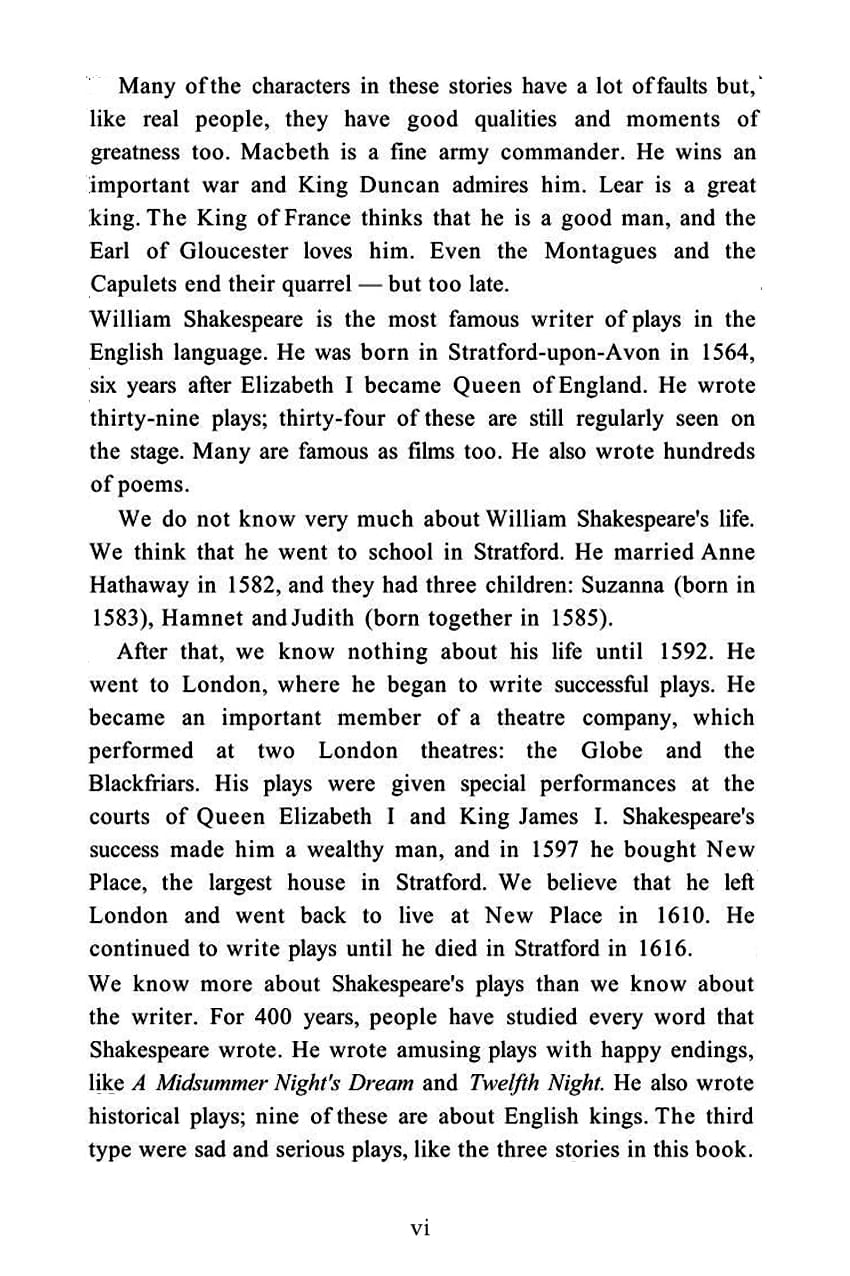 Many of the characters in these stories have a lot of faults but,
like real people, they have good qualities and moments of
greatness too. Macbeth is a fine army commander. He wins an
important war and King Duncan admires him. Lear is a great
king. The King of France thinks that he is a good man, and the
Earl of Gloucester loves him. Even the Montagues and the
Capulets end their quarrel — but too late.
William Shakespeare is the most famous writer of plays in the
English language. He was born in Stratford-upon-Avon in 1564,
six years after Elizabeth I became Queen of England. He wrote
thirty-nine plays; thirty-four of these are still regularly seen on
the stage. Many are famous as films too. He also wrote hundreds
of poems.
We do not know very much about William Shakespeare's life.
We think that he went to school in Stratford. He married Anne
Hathaway in 1582, and they had three children: Suzanna (born in
1583), Hamnet and Judith (born together in 1585).
After that, we know nothing about his life until 1592. He
went to London, where he began to write successful plays. He
became an important member of a theatre company, which
performed at two London theatres: the Globe and the
Blackfriars. His plays were given special performances at the
courts of Queen Elizabeth I and King James I. Shakespeare's
success made him a wealthy man, and in 1597 he bought New
Place, the largest house in Stratford. We believe that he left
London and went back to live at New Place in 1610. He
continued to write plays until he died in Stratford in 1616.
We know more about Shakespeare's plays than we know about
the writer. For 400 years, people have studied every word that
Shakespeare wrote. He wrote amusing plays with happy endings,
like A Midsummer Night's Dream and Twelfth Night. He also wrote
historical plays; nine of these are about English kings. The third
type were sad and serious plays, like the three stories in this book.
vi